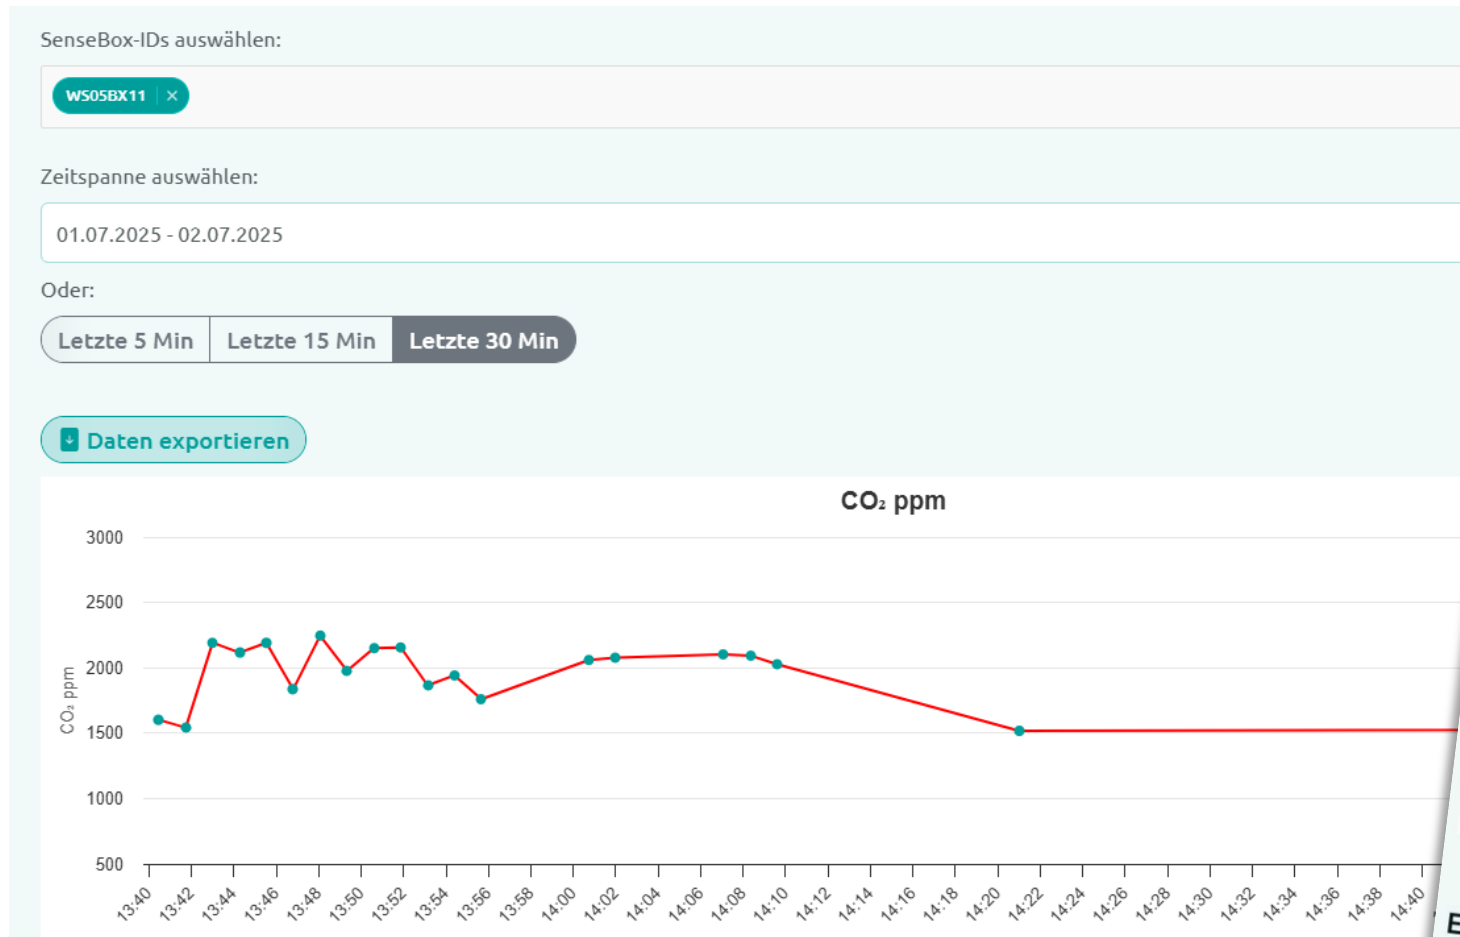 SenseBox-IDs auswählen:
WS05BX11 ×
Zeitspanne auswählen:
01.07.2025 - 02.07.2025
Oder:
Letzte 5 Min Letzte 15 Min Letzte 30 Min
Daten exportieren
CO₂ ppm
3000
2500
2000
1500
1000
500
CO₂ ppm
13:40 13:42 13:44 13:46 13:48 13:50 13:52 13:54 13:56 13:58 14:00 14:02 14:04 14:06 14:08 14:10 14:12 14:14 14:16 14:18 14:20 14:22 14:24 14:26 14:28 14:30 14:32 14:34 14:36 14:38 14:40